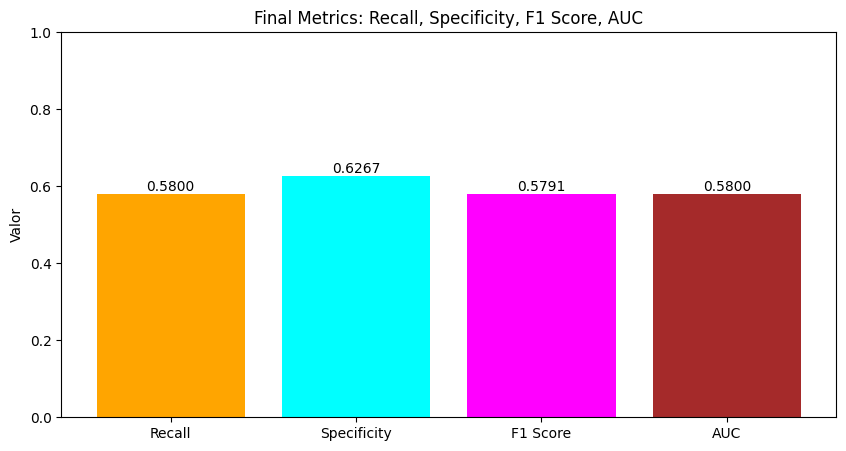 Final Metrics: Recall, Specificity, F1 Score, AUC
Valor
1.0
0.8
0.6
0.4
0.2
0.0
0.5800
0.6267
0.5791
0.5800
Recall
Specificity
F1 Score
AUC